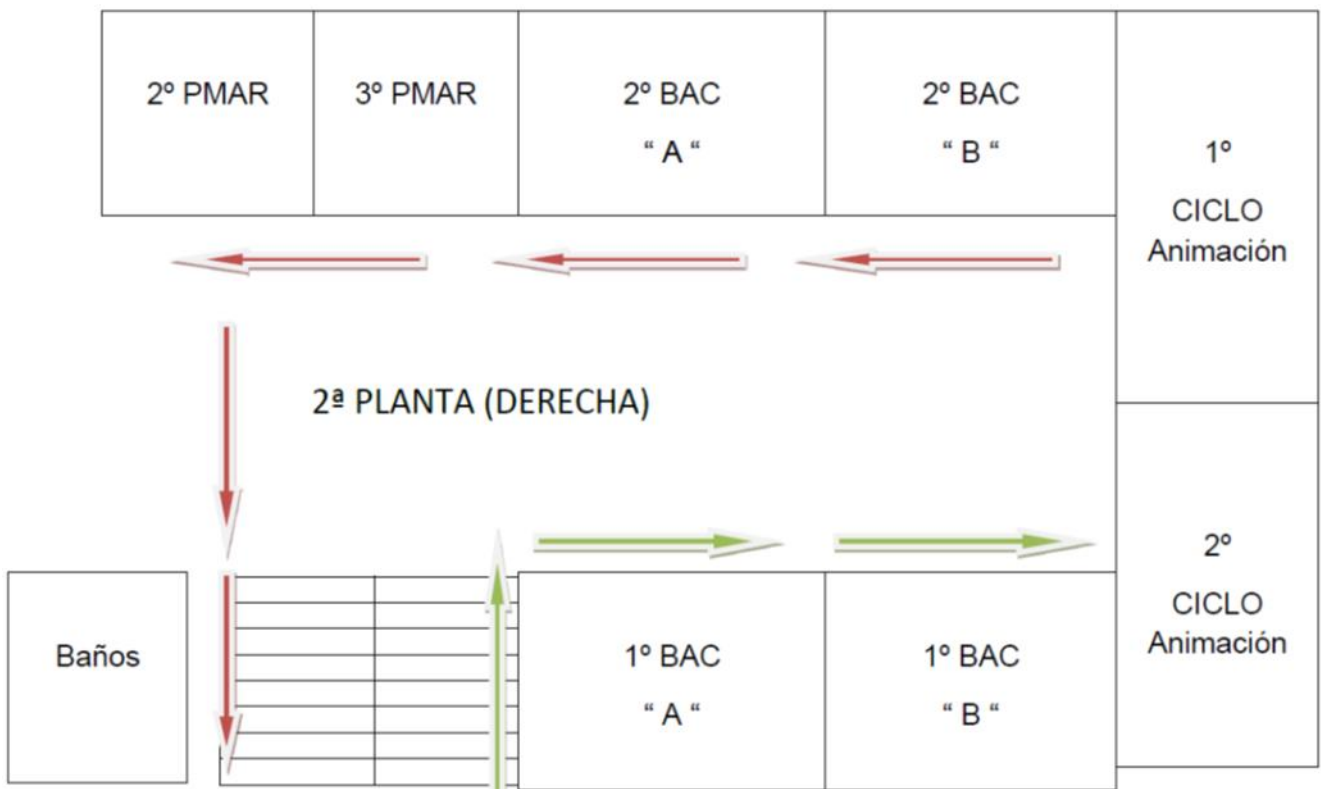 2º PMAR
3º PMAR
2º BAC
“ A “
2º BAC
“ B “
1º
CICLO
Animación
2ª PLANTA (DERECHA)
Baños
1º BAC
“ A “
1º BAC
“ B “
2º
CICLO
Animación